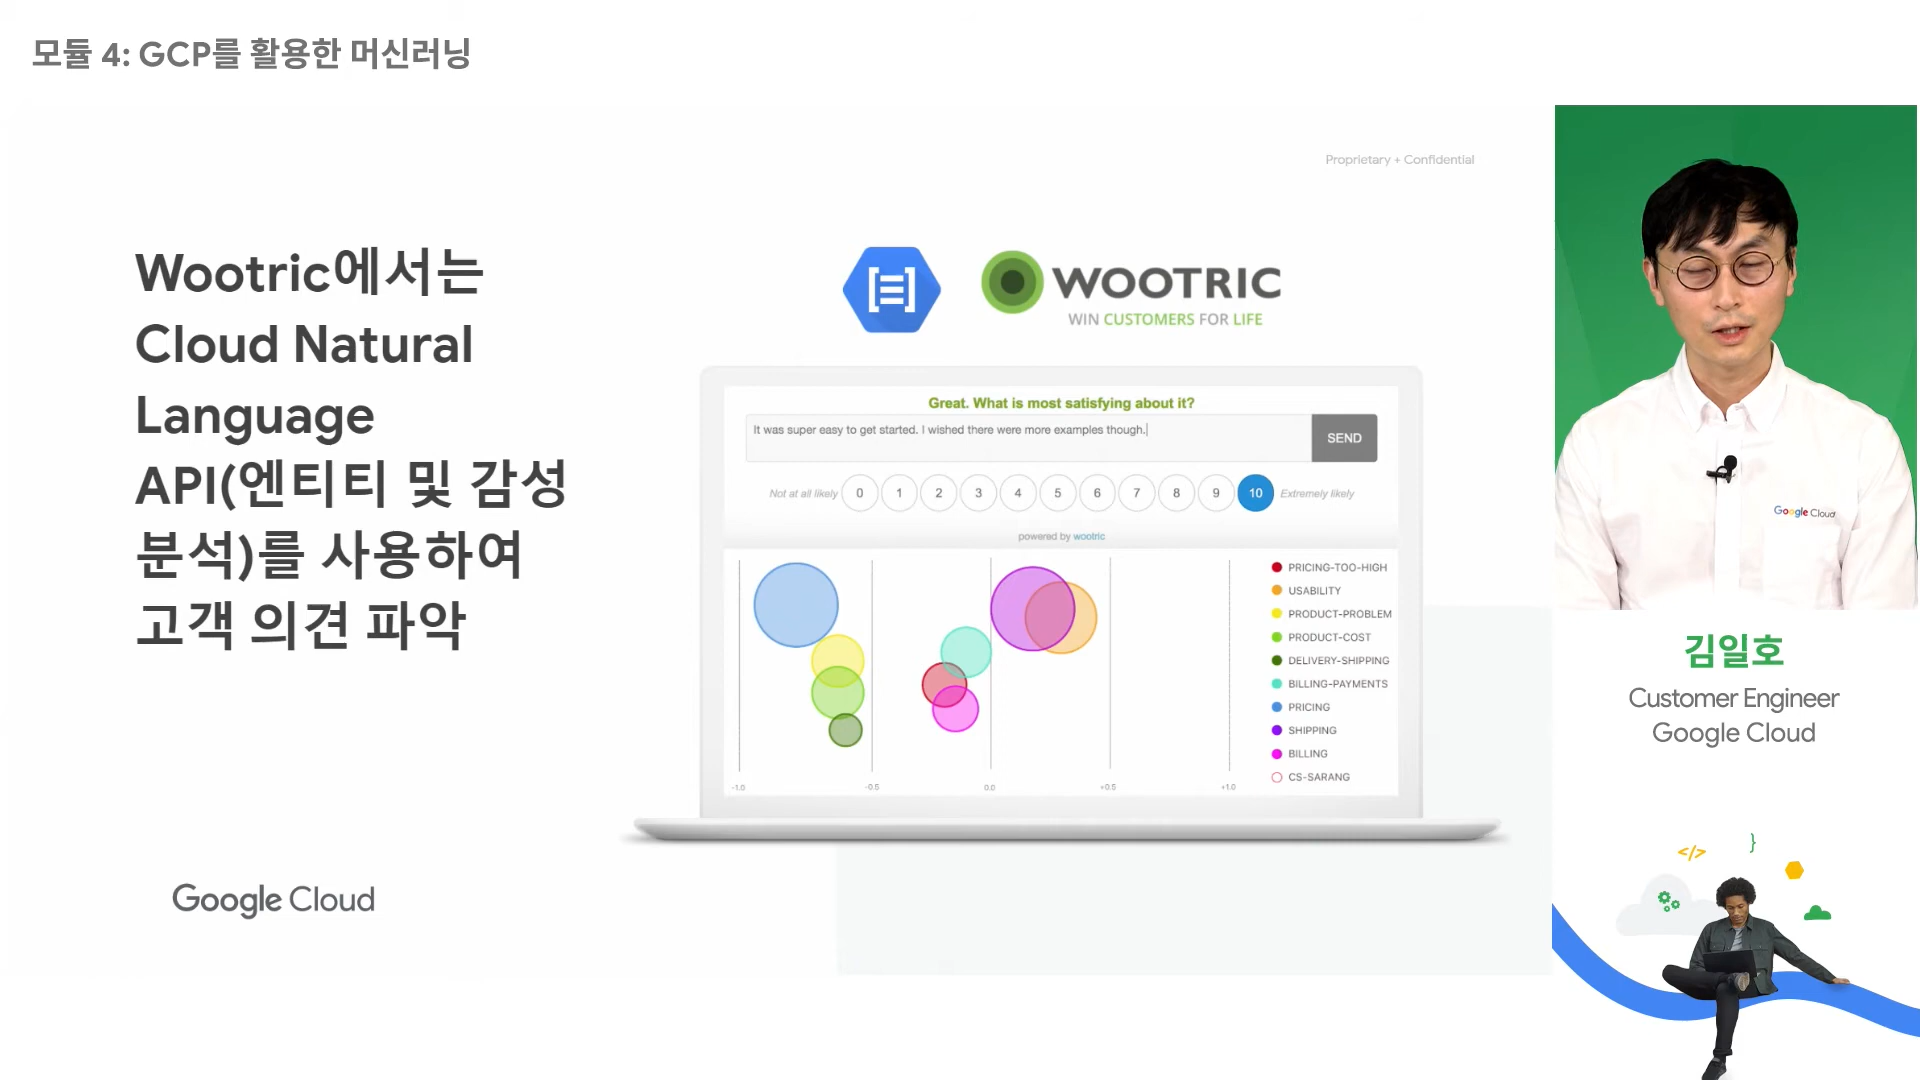 모듈 4: GCP를 활용한 머신러닝
Proprietary + Confidential
Wootric에서는
Cloud Natural
Language
API(엔티티 및 감성
분석)를 사용하여
고객 의견 파악
WOOTRIC
WIN CUSTOMERS FOR LIFE
Great. What is most satisfying about it?
It was super easy to get started. I wished there were more examples though.
SEND
Not at all likely 0 1 2 3 4 5 6 7 8 9 10 Extremely likely
powered by wootric
PRICING-TOO-HIGH
USABILITY
PRODUCT-PROBLEM
PRODUCT-COST
DELIVERY-SHIPPING
BILLING-PAYMENTS
PRICING
SHIPPING
BILLING
CS-SARANG
-1.0 -0.5 0.0 +0.5 +1.0
Google Cloud
Google Cloud
김일호
Customer Engineer
Google Cloud
</>
}